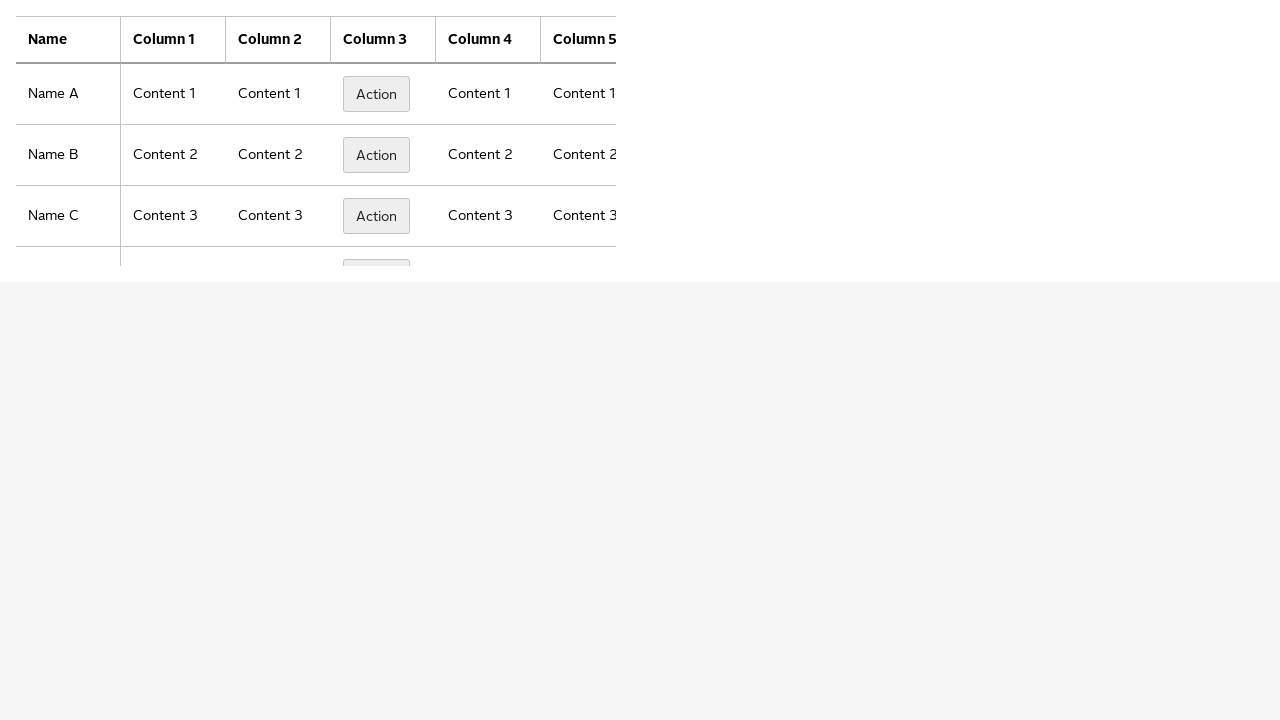 Name Column 1 Column 2 Column 3 Column 4 Column 5
Name A Content 1 Content 1 Action Content 1 Content 1
Name B Content 2 Content 2 Action Content 2 Content 2
Name C Content 3 Content 3 Action Content 3 Content 3